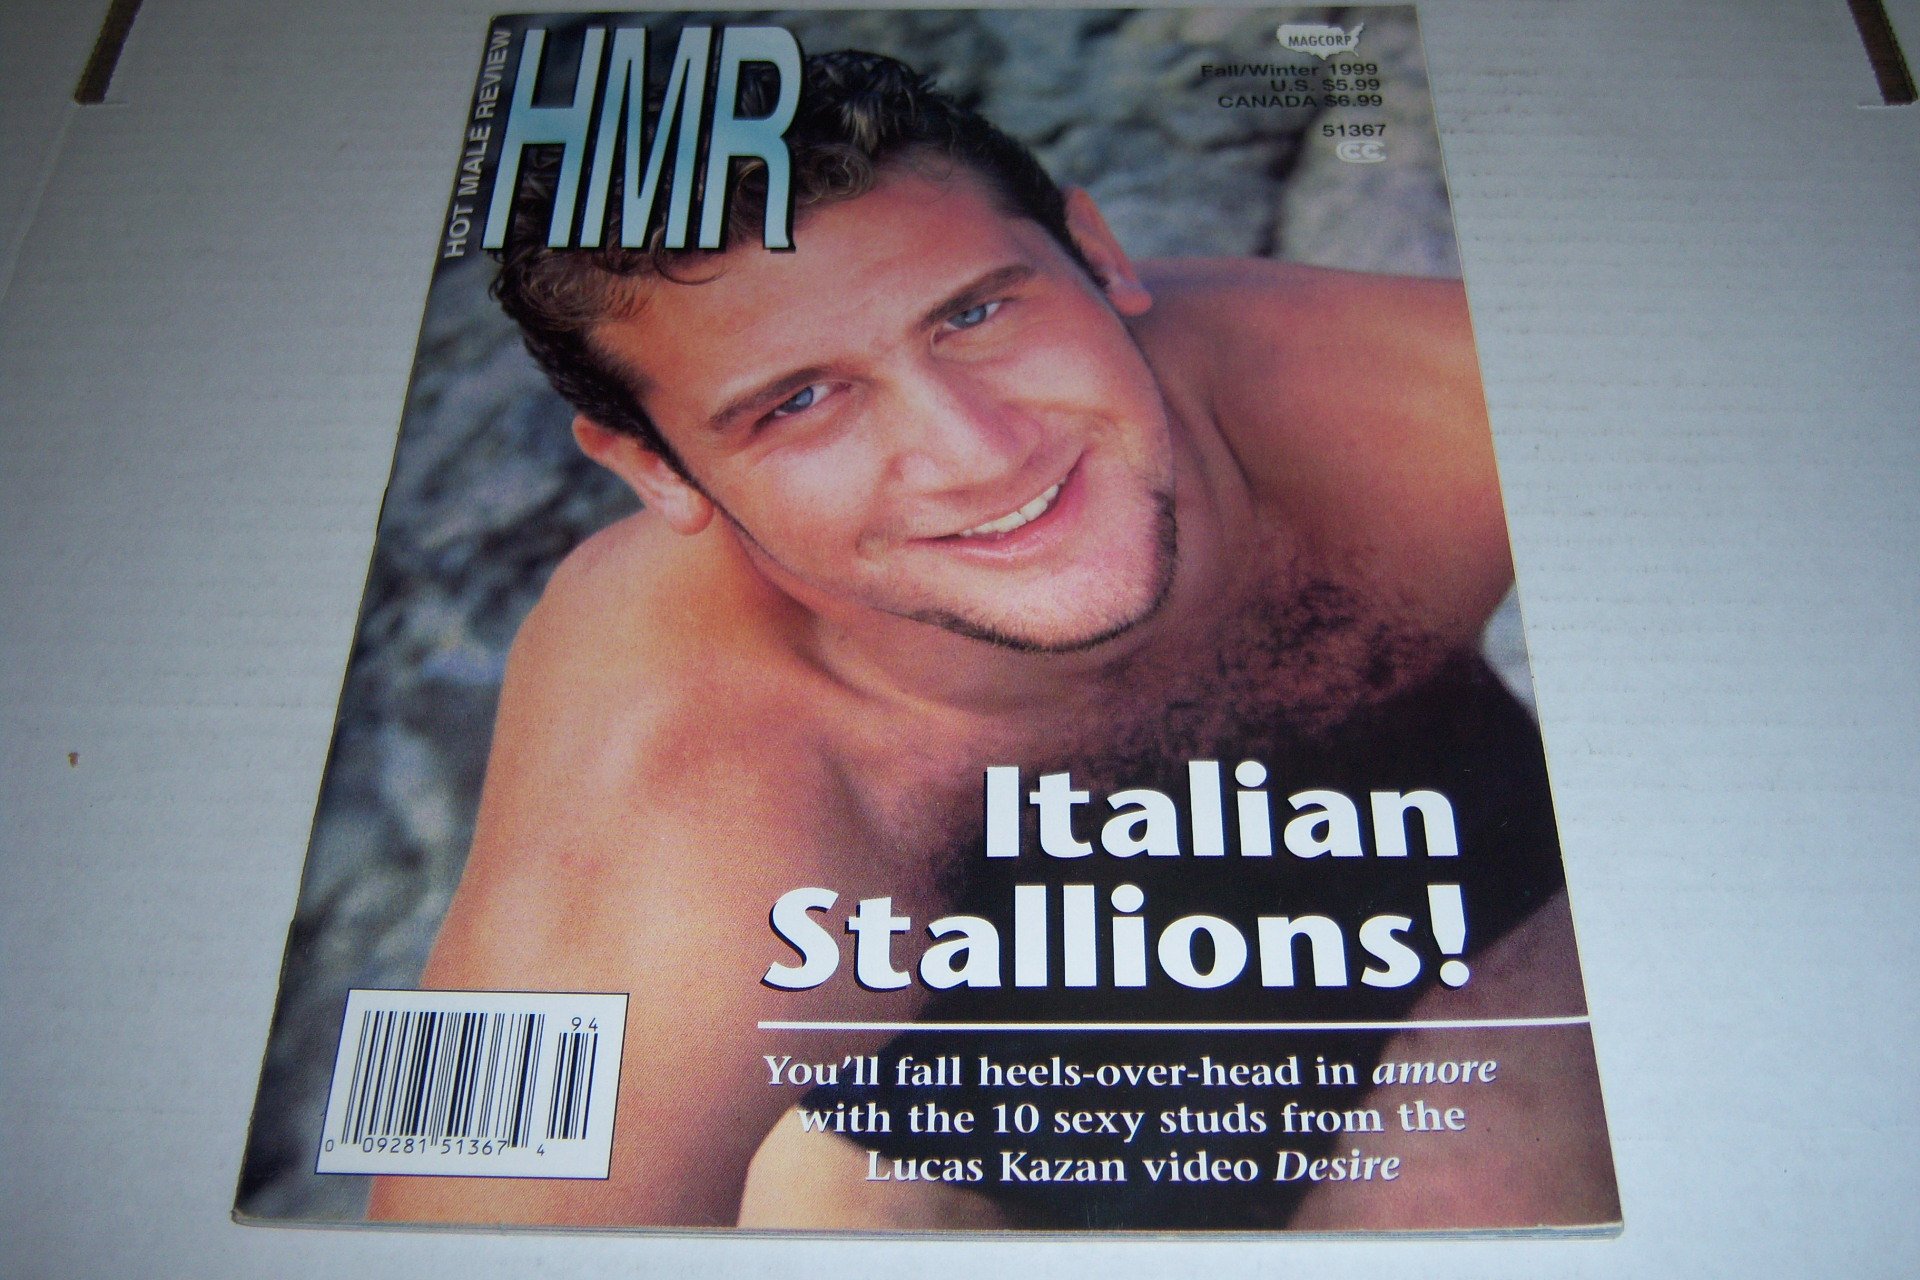 HOT MALE REVIEW
HMR
MAGCORP
Fall/Winter 1999
U.S. $5.99
CANADA $6.99
51367
CC
Italian
Stallions!
You'll fall heels-over-head in amore
with the 10 sexy studs from the
Lucas Kazan video Desire
94
0 09281 51367 4